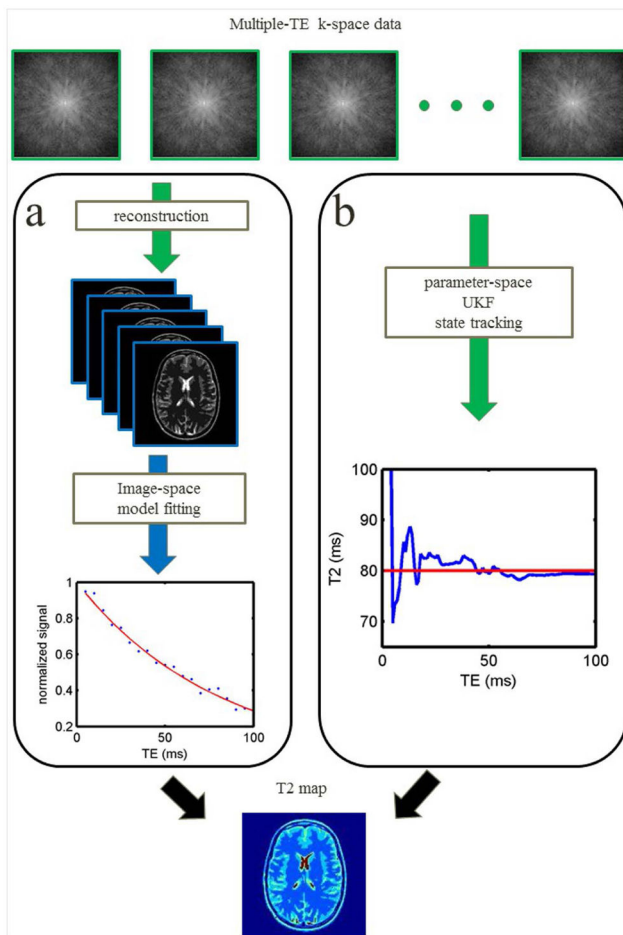 Multiple-TE k-space data
a
reconstruction
Image-space
model fitting
1
0.8
0.6
0.4
0.2
normalized signal
0
50
100
TE (ms)
b
parameter-space
UKF
state tracking
100
90
80
70
T2 (ms)
0
50
100
TE (ms)
T2 map